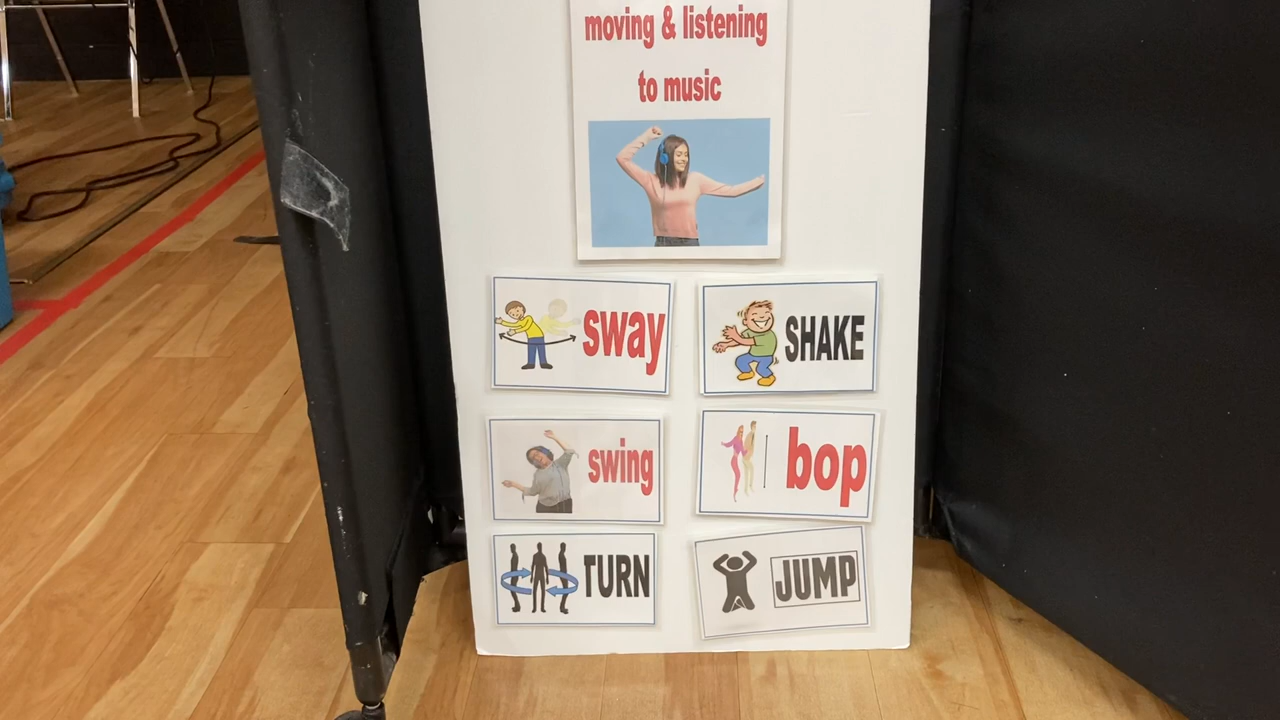 moving & listening
to music
sway
SHAKE
swing
bop
TURN
JUMP